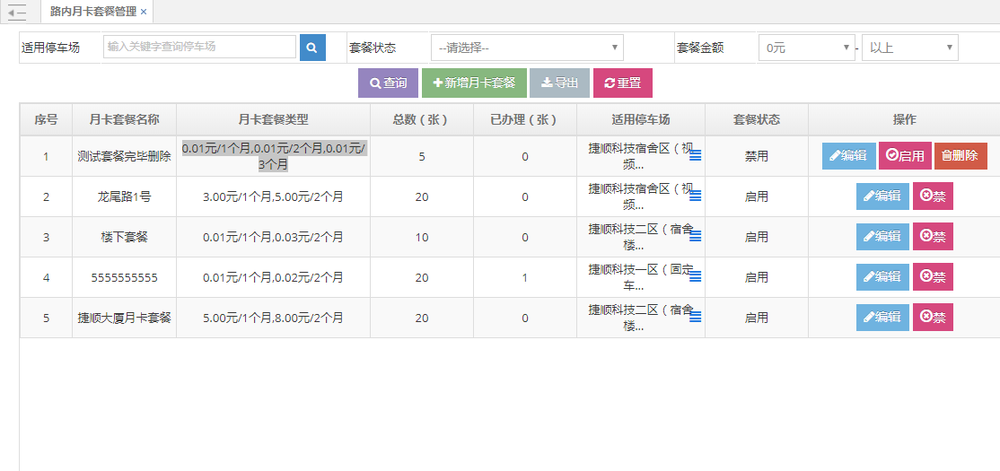 路内月卡套餐管理 ×
适用停车场 输入关键字查询停车场 套餐状态 --请选择-- 套餐金额 0元 - 以上
查询 新增月卡套餐 导出 重置
序号 月卡套餐名称 月卡套餐类型 总数（张） 已办理（张） 适用停车场 套餐状态 操作
1 测试套餐完毕删除 0.01元/1个月,0.01元/2个月,0.01元/ 5 0 捷顺科技宿舍区（视 禁用 编辑 启用 删除
3个月 频...
2 龙尾路1号 3.00元/1个月,5.00元/2个月 20 0 捷顺科技宿舍区（视 启用 编辑 禁
频...
3 楼下套餐 0.01元/1个月,0.03元/2个月 10 0 捷顺科技二区（宿舍 启用 编辑 禁
楼...
4 5555555555 0.01元/1个月,0.02元/2个月 20 1 捷顺科技一区（固定 启用 编辑 禁
车...
5 捷顺大厦月卡套餐 5.00元/1个月,8.00元/2个月 20 0 捷顺科技二区（宿舍 启用 编辑 禁
楼...